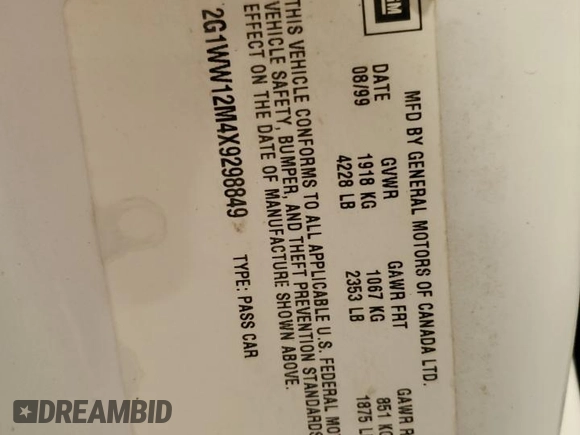 GM
MFD BY GENERAL MOTORS OF CANADA LTD.
DATE GVWR GAWR FRT GAWR R
08/99 1918 KG 1067 KG 851 KG
4228 LB 2353 LB 1875 L
THIS VEHICLE CONFORMS TO ALL APPLICABLE U.S. FEDERAL MO
VEHICLE SAFETY, BUMPER, AND THEFT PREVENTION STANDARDS
EFFECT ON THE DATE OF MANUFACTURE SHOWN ABOVE.
2G1WW12M4X9298849 TYPE: PASS CAR
DREAMBID